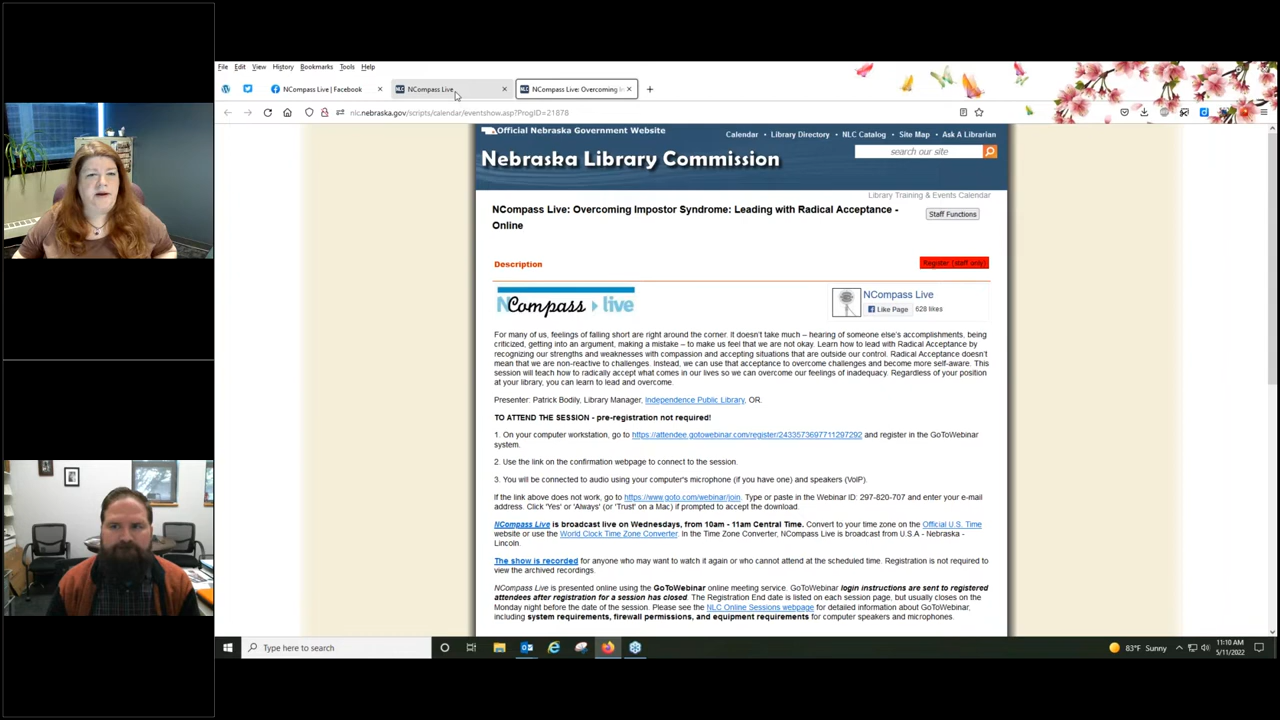 File Edit View History Bookmarks Tools Help
NCompass Live | Facebook × NCompass Live × NCompass Live: Overcoming Im ×
nlc.nebraska.gov/scripts/calendar/eventshow.asp?ProgID=21878
Official Nebraska Government Website
Calendar • Library Directory • NLC Catalog • Site Map • Ask A Librarian
Nebraska Library Commission
search our site
Library Training & Events Calendar
NCompass Live: Overcoming Impostor Syndrome: Leading with Radical Acceptance -
Online
Staff Functions
Description
Register (staff only)
NCompass live
NCompass Live
Like Page 628 likes
For many of us, feelings of falling short are right around the corner. It doesn't take much – hearing of someone else's accomplishments, being
criticized, getting into an argument, making a mistake – to make us feel that we are not okay. Learn how to lead with Radical Acceptance by
recognizing our strengths and weaknesses with compassion and accepting situations that are outside our control. Radical Acceptance doesn't
mean that we are non-reactive to challenges. Instead, we can use that acceptance to overcome challenges and become more self-aware. This
session will teach how to radically accept what comes in our lives so we can overcome our feelings of inadequacy. Regardless of your position
at your library, you can learn to lead and overcome.
Presenter: Patrick Bodily, Library Manager, Independence Public Library, OR.
TO ATTEND THE SESSION - pre-registration not required!
1. On your computer workstation, go to https://attendee.gotowebinar.com/register/2433573697711297292 and register in the GoToWebinar
system.
2. Use the link on the confirmation webpage to connect to the session.
3. You will be connected to audio using your computer's microphone (if you have one) and speakers (VoIP).
If the link above does not work, go to https://www.goto.com/webinar/join. Type or paste in the Webinar ID: 297-820-707 and enter your e-mail
address. Click 'Yes' or 'Always' (or 'Trust' on a Mac) if prompted to accept the download.
NCompass Live is broadcast live on Wednesdays, from 10am - 11am Central Time. Convert to your time zone on the Official U.S. Time
website or use the World Clock Time Zone Converter. In the Time Zone Converter, NCompass Live is broadcast from U.S.A - Nebraska -
Lincoln.
The show is recorded for anyone who may want to watch it again or who cannot attend at the scheduled time. Registration is not required to
view the archived recordings.
NCompass Live is presented online using the GoToWebinar online meeting service. GoToWebinar login instructions are sent to registered
attendees after registration for a session has closed. The Registration End date is listed on each session page, but usually closes on the
Monday night before the date of the session. Please see the NLC Online Sessions webpage for detailed information about GoToWebinar,
including system requirements, firewall permissions, and equipment requirements for computer speakers and microphones.
Type here to search
83°F Sunny
11:10 AM
5/11/2022